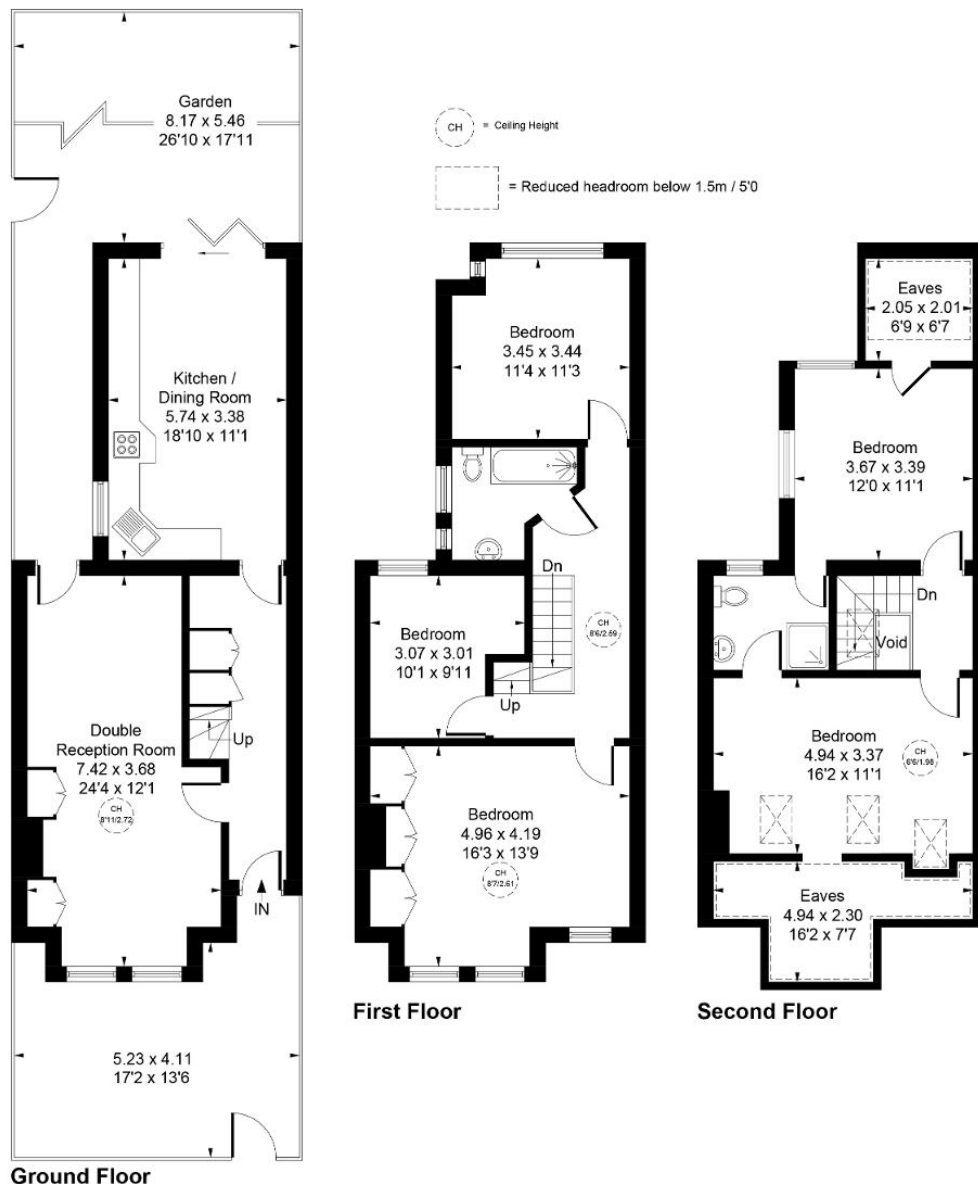 Garden
8.17 x 5.46
26'10 x 17'11
CH = Ceiling Height
= Reduced headroom below 1.5m / 5'0
Kitchen /
Dining Room
5.74 x 3.38
18'10 x 11'1
Double
Reception Room
7.42 x 3.68
24'4 x 12'1
CH
8'11/2.72
Up
IN
5.23 x 4.11
17'2 x 13'6
Ground Floor
Bedroom
3.45 x 3.44
11'4 x 11'3
Dn
CH
8'6/2.59
Bedroom
3.07 x 3.01
10'1 x 9'11
Up
Bedroom
4.96 x 4.19
16'3 x 13'9
CH
8'7/2.61
First Floor
Eaves
2.05 x 2.01
6'9 x 6'7
Bedroom
3.67 x 3.39
12'0 x 11'1
Dn
Void
Bedroom
4.94 x 3.37
16'2 x 11'1
CH
6'6/1.98
Eaves
4.94 x 2.30
16'2 x 7'7
Second Floor